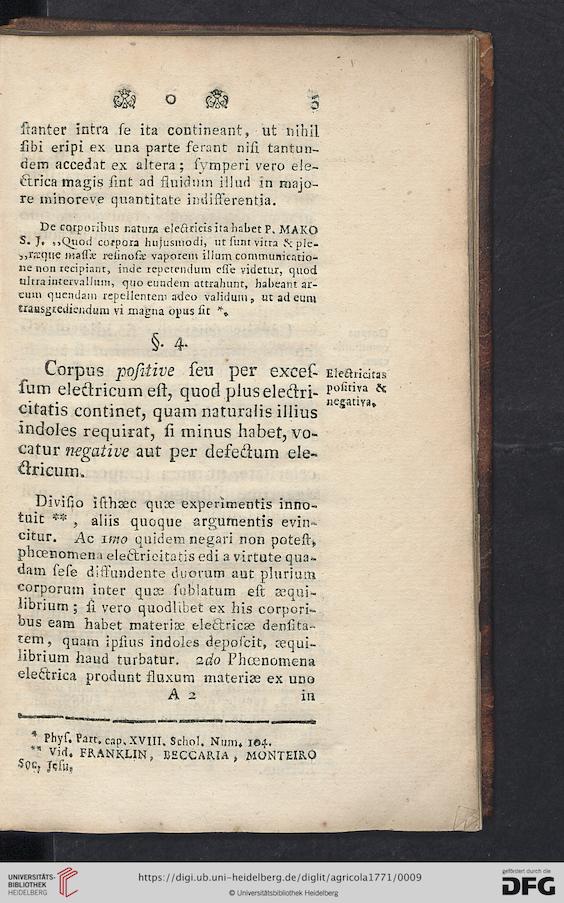 0 5
ſtanter intra ſe ita contineant, ut nihil
ſibi eripi ex una parte ferant niſi tantun-
dem accedat ex altera; ſymperi vero ele-
ctrica magis ſint ad fluidum illud in majo-
re minoreve quantitate indifferentia.
De corporibus natura electricis ita habet P. MAKO
S. J. ,,Quod corpora hujusmodi, ut ſunt vitra & pie-
,,ræque maſſæ reſinoſæ vaporem illum communicatio-
ne non recipiant, inde repetendum eſſe videtur, quod
ultra intervallum, quo eundem attrahunt, habeant ar-
eum quendam repellentem adeo validum, ut ad eum
transgrediendum vi magna opus ſit *.
§. 4.
Corpus poſitive ſeu per exceſ-
ſum electricum eſt, quod plus electri-
citatis continet, quam naturalis illius
indoles requirat, ſi minus habet, vo-
catur negative aut per defectum ele-
ctricum.
Electricitas
poſitiva &
negativa.
Diviſio iſthæc quæ experimentis inno-
tuit ** , aliis quoque argumentis evin-
citur. Ac 1mo quidem negari non poteſt,
phœnomena electricitatis edi a virtute qua-
dam ſeſe diffundente duorum aut plurium
corporum inter quæ ſublatum eſt æqui-
librium; ſi vero quodlibet ex his corpori-
bus eam habet materiæ electricæ denſita-
tem, quam ipſius indoles depoſcit, æqui-
librium haud turbatur. 2do Phœnomena
electrica produnt fluxum materiæ ex uno
A 2 in
* Phyſ. Part. cap. XVIII. Schol. Num. 104.
** Vid. FRANKLIN, BECCARIA, MONTEIRO
Soc. Jeſu.
UNIVERSITÄTS-
BIBLIOTHEK
HEIDELBERG
https://digi.ub.uni-heidelberg.de/diglit/agricola1771/0009
© Universitätsbibliothek Heidelberg
gefördert durch die
DFG